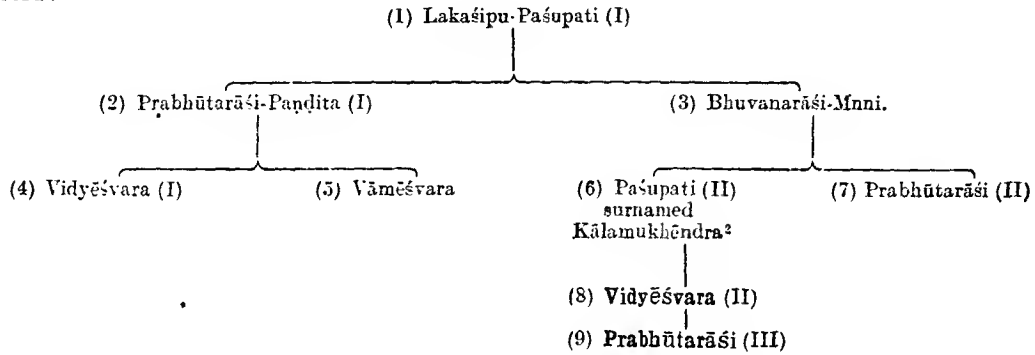 (1) Lakaśipu-Paśupati (I)
(2) Prabhūtarāśi-Paṇḍita (I) (3) Bhuvanarāśi-Mnni.
(4) Vidyēśvara (I) (5) Vāmēśvara (6) Paśupati (II) (7) Prabhūtarāśi (II)
surnamed
Kālamukhēndra²
(8) Vidyēśvara (II)
(9) Prabhūtarāśi (III)